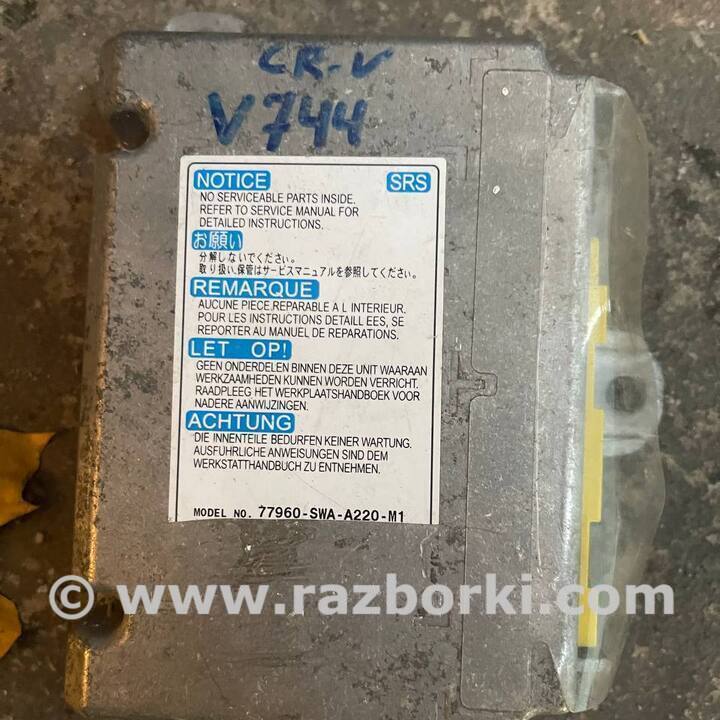 CR-V
V744
NOTICE SRS
NO SERVICEABLE PARTS INSIDE.
REFER TO SERVICE MANUAL FOR
DETAILED INSTRUCTIONS.
お願い
分解しないでください。
取り扱い、保管はサービスマニュアルを参照してください。
REMARQUE
AUCUNE PIECE.REPARABLE A L INTERIEUR.
POUR LES INSTRUCTIONS DETAILL EES, SE
REPORTER AU MANUEL DE REPARATIONS.
LET OP!
GEEN ONDERDELEN BINNEN DEZE UNIT WAARAAN
WERKZAAMHEDEN KUNNEN WORDEN VERRICHT.
RAADPLEEG HET WERKPLAATSHANDBOEK VOOR
NADERE AANWIJZINGEN.
ACHTUNG
DIE INNENTEILE BEDURFEN KEINER WARTUNG.
AUSFÜHRLICHE ANWEISUNGEN SIND DEM
WERKSTATTHANDBUCH ZU ENTNEHMEN.
MODEL NO. 77960-SWA-A220-M1
© www.razborki.com